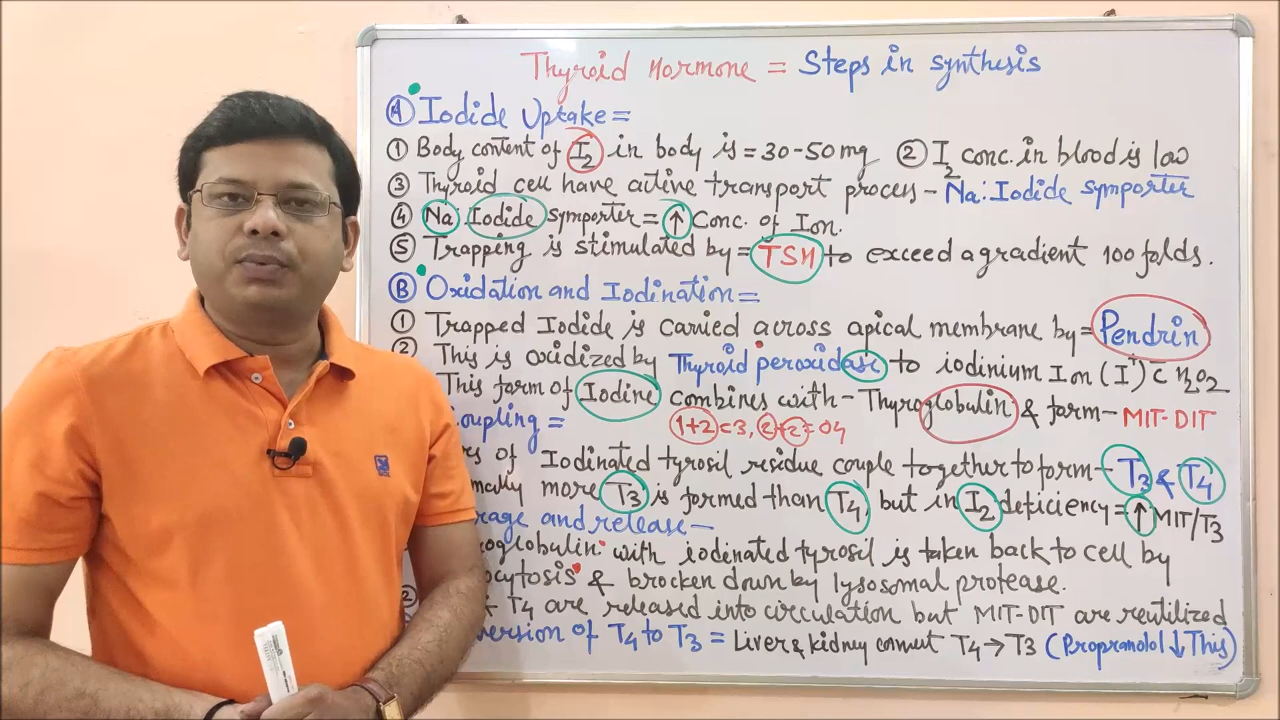 Thyroid Hormone = Steps in synthesis
Ⓐ Iodide Uptake =
① Body content of I₂ in body is = 30-50 mg ② I₂ conc. in blood is low
③ Thyroid cell have active transport proces - Na:Iodide symporter
④ Na Iodide symporter = ↑ Conc. of Ion.
⑤ Trapping is stimulated by = TSH to exceed a gradient 100 folds.
Ⓑ Oxidation and Iodination =
① Trapped Iodide is caried across apical membrane by = Pendrin
② This is oxidized by Thyroid peroxidase to iodinium Ion (I⁺) c̄ H₂O₂
This form of Iodine combines with - Thyroglobulin & form - MIT-DIT
oupling = 1+2=3, 2+2=04
rs of Iodinated tyrosil residue couple together to form - T3 & T4
mally more T3 is formed than T4, but in I₂ deficiency = ↑ MIT/T3
rage and release -
oglobulin with iodinated tyrosil is taken back to cell by
ocytosis & brocken down by lysosomal protease.
② T4 are released into circulation but MIT-DIT are reutilized
version of T4 to T3 = Liver & kidney convert T4 → T3 (Propranolol ↓ This)